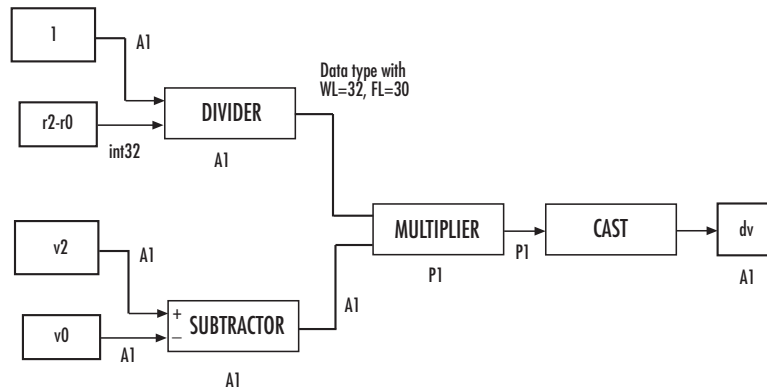 1
A1
Data type with
WL=32, FL=30
DIVIDER
r2-r0
int32
A1
v2
A1
MULTIPLIER
P1
P1
CAST
dv
A1
+
SUBTRACTOR
−
A1
v0
A1
A1